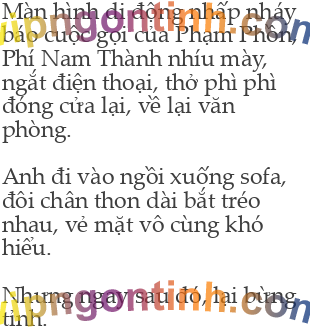 Màn hình di động nhấp nháy
báo cuộc gọi của Phạm Phỗn,
Phí Nam Thành nhíu mày,
ngắt điện thoại, thở phì phì
đóng cửa lại, về lại văn
phòng.
Anh đi vào ngồi xuống sofa,
đôi chân thon dài bắt tréo
nhau, vẻ mặt vô cùng khó
hiểu.
Nhưng ngay sau đó, lại bừng
tỉnh.